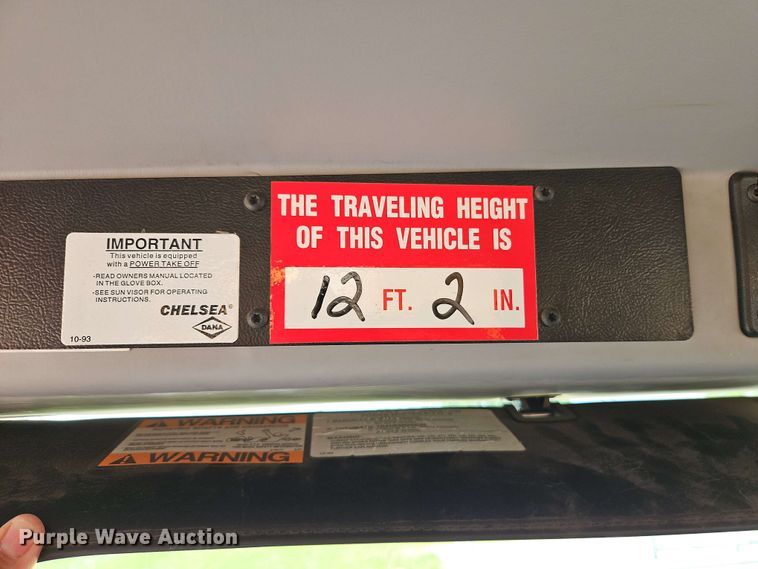 THE TRAVELING HEIGHT
OF THIS VEHICLE IS
12 FT. 2 IN.
IMPORTANT
This vehicle is equipped
with a POWER TAKE OFF
-READ OWNERS MANUAL LOCATED
IN THE GLOVE BOX.
-SEE SUN VISOR FOR OPERATING
INSTRUCTIONS.
CHELSEA®
DANA
10-93
WARNING
WARNING
Purple Wave Auction